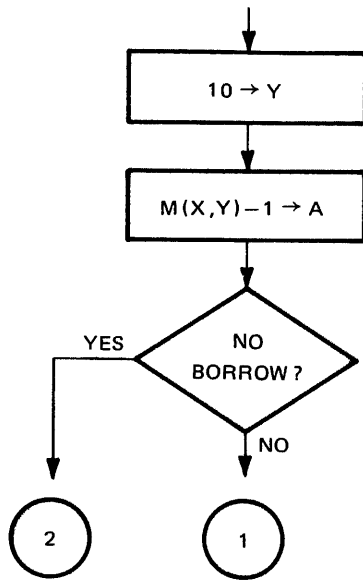 10 → Y
M(X,Y)−1 → A
NO
BORROW?
YES
NO
2
1